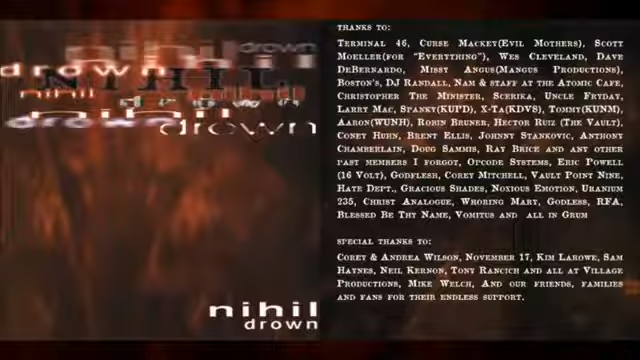 nihil
drown
drown
NIHIL
nihil
drown
nihil
drown
drown
nihil
drown
THANKS TO:
TERMINAL 46, CURSE MACKEY(EVIL MOTHERS), SCOTT
MOELLER(FOR "EVERYTHING"), WES CLEVELAND, DAVE
DEBERNARDO, MISSY ANGUS(MANGUS PRODUCTIONS),
BOSTON'S, DJ RANDALL, NAM & STAFF AT THE ATOMIC CAFE,
CHRISTOPHER THE MINISTER, SCERIKA, UNCLE FRYDAY,
LARRY MAC, SPANKY(KUPD), X-TA(KDVS), TOMMY(KUNM)
AARON(WUNH), ROBIN BRUNER, HECTOR RUIZ (THE VAULT),
CONEY HUHN, BRENT ELLIS, JOHNNY STANKOVIC, ANTHONY
CHAMBERLAIN, DOUG SAMMIS, RAY BRICE AND ANY OTHER
PAST MEMBERS I FORGOT, OPCODE SYSTEMS, ERIC POWELL
(16 VOLT), GODFLESH, COREY MITCHELL, VAULT POINT NINE,
HATE DEPT., GRACIOUS SHADES, NOXIOUS EMOTION, URANIUM
235, CHRIST ANALOGUE, WHORING MARY, GODLESS, RFA,
BLESSED BE THY NAME, VOMITUS AND ALL IN GRUM
SPECIAL THANKS TO:
COREY & ANDREA WILSON, NOVEMBER 17, KIM LAROWE, SAM
HAYNES, NEIL KERNON, TONY RANCICH AND ALL AT VILLAGE
PRODUCTIONS, MIKE WELCH, AND OUR FRIENDS, FAMILIES
AND FANS FOR THEIR ENDLESS SUPPORT.